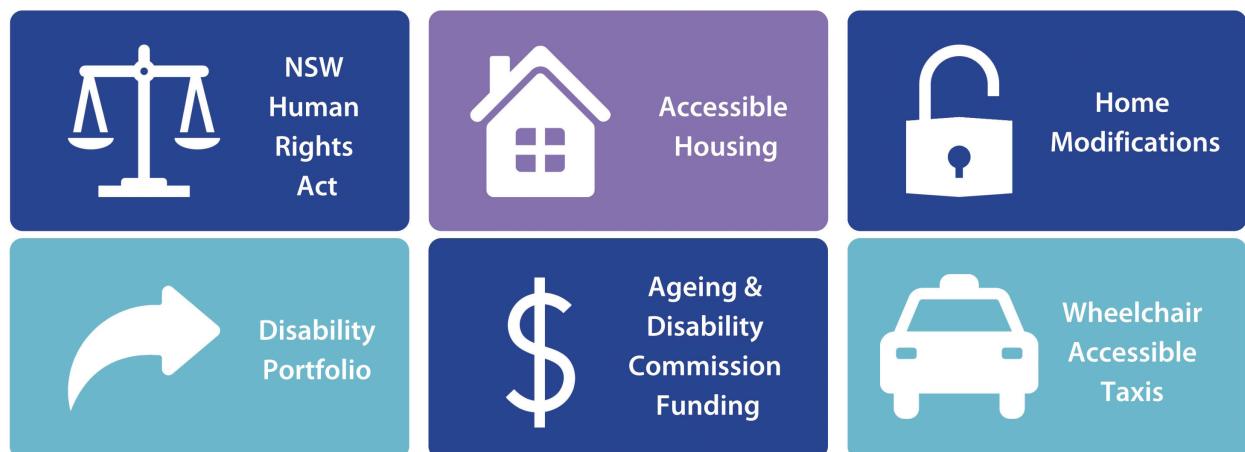 NSW
Human
Rights
Act
Accessible
Housing
Home
Modifications
Disability
Portfolio
Ageing &
Disability
Commission
Funding
Wheelchair
Accessible
Taxis